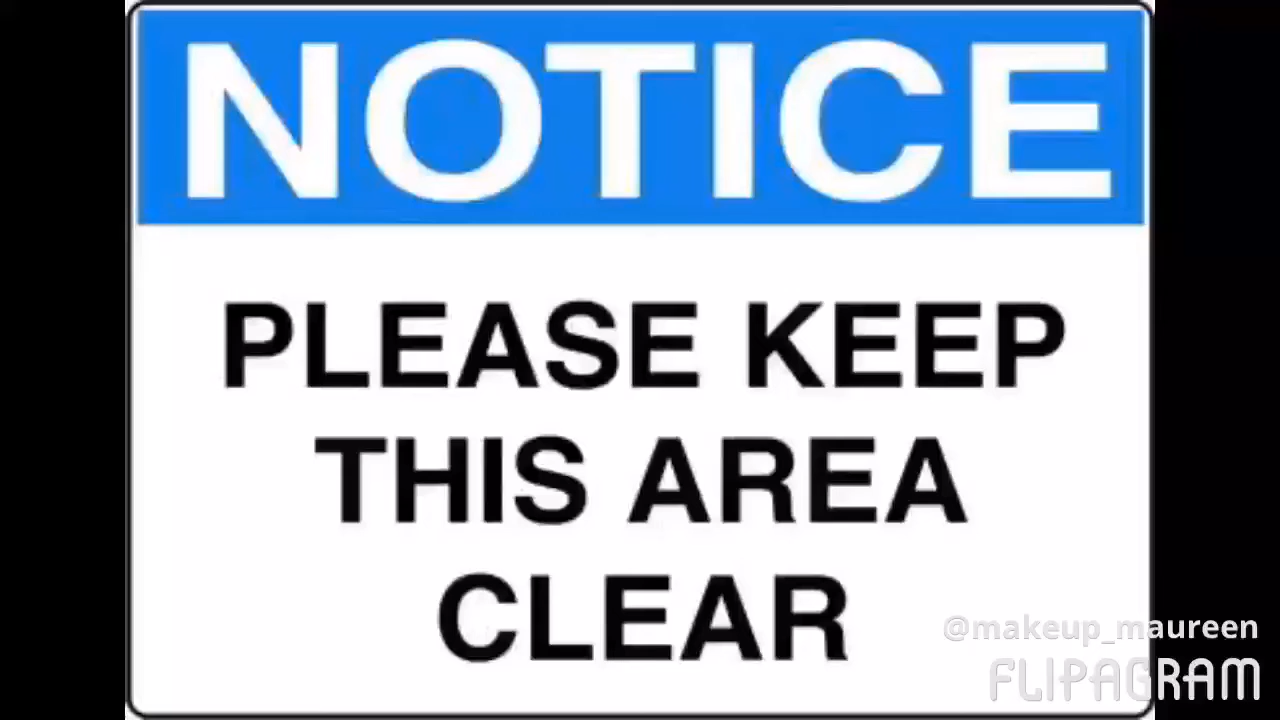 NOTICE
PLEASE KEEP
THIS AREA
CLEAR
@makeup_maureen
FLIPAGRAM